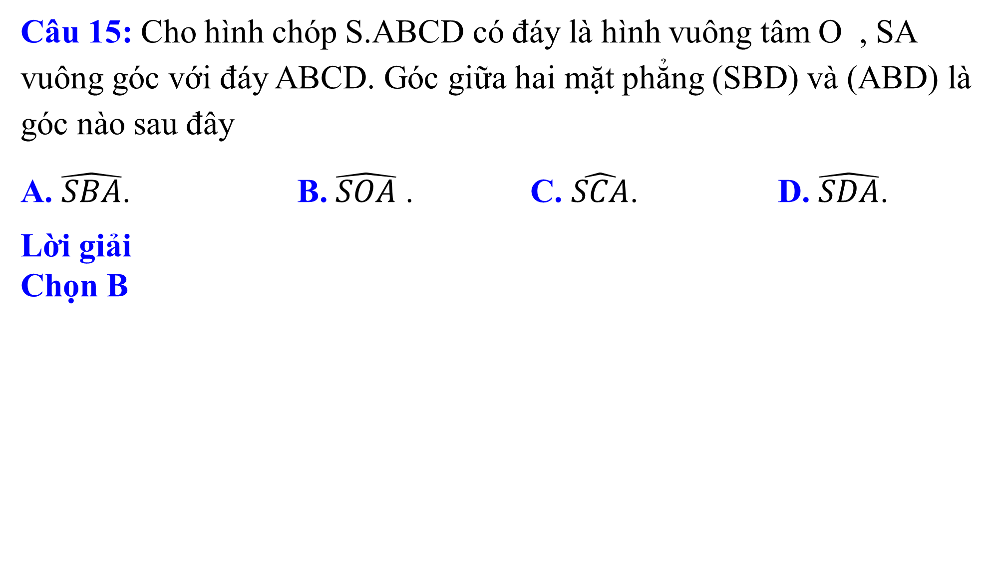 Câu 15: Cho hình chóp S.ABCD có đáy là hình vuông tâm O , SA
vuông góc với đáy ABCD. Góc giữa hai mặt phẳng (SBD) và (ABD) là
góc nào sau đây
A. \widehat{SBA}. B. \widehat{SOA} . C. S\widehat{C}A. D. \widehat{SDA}.
Lời giải
Chọn B